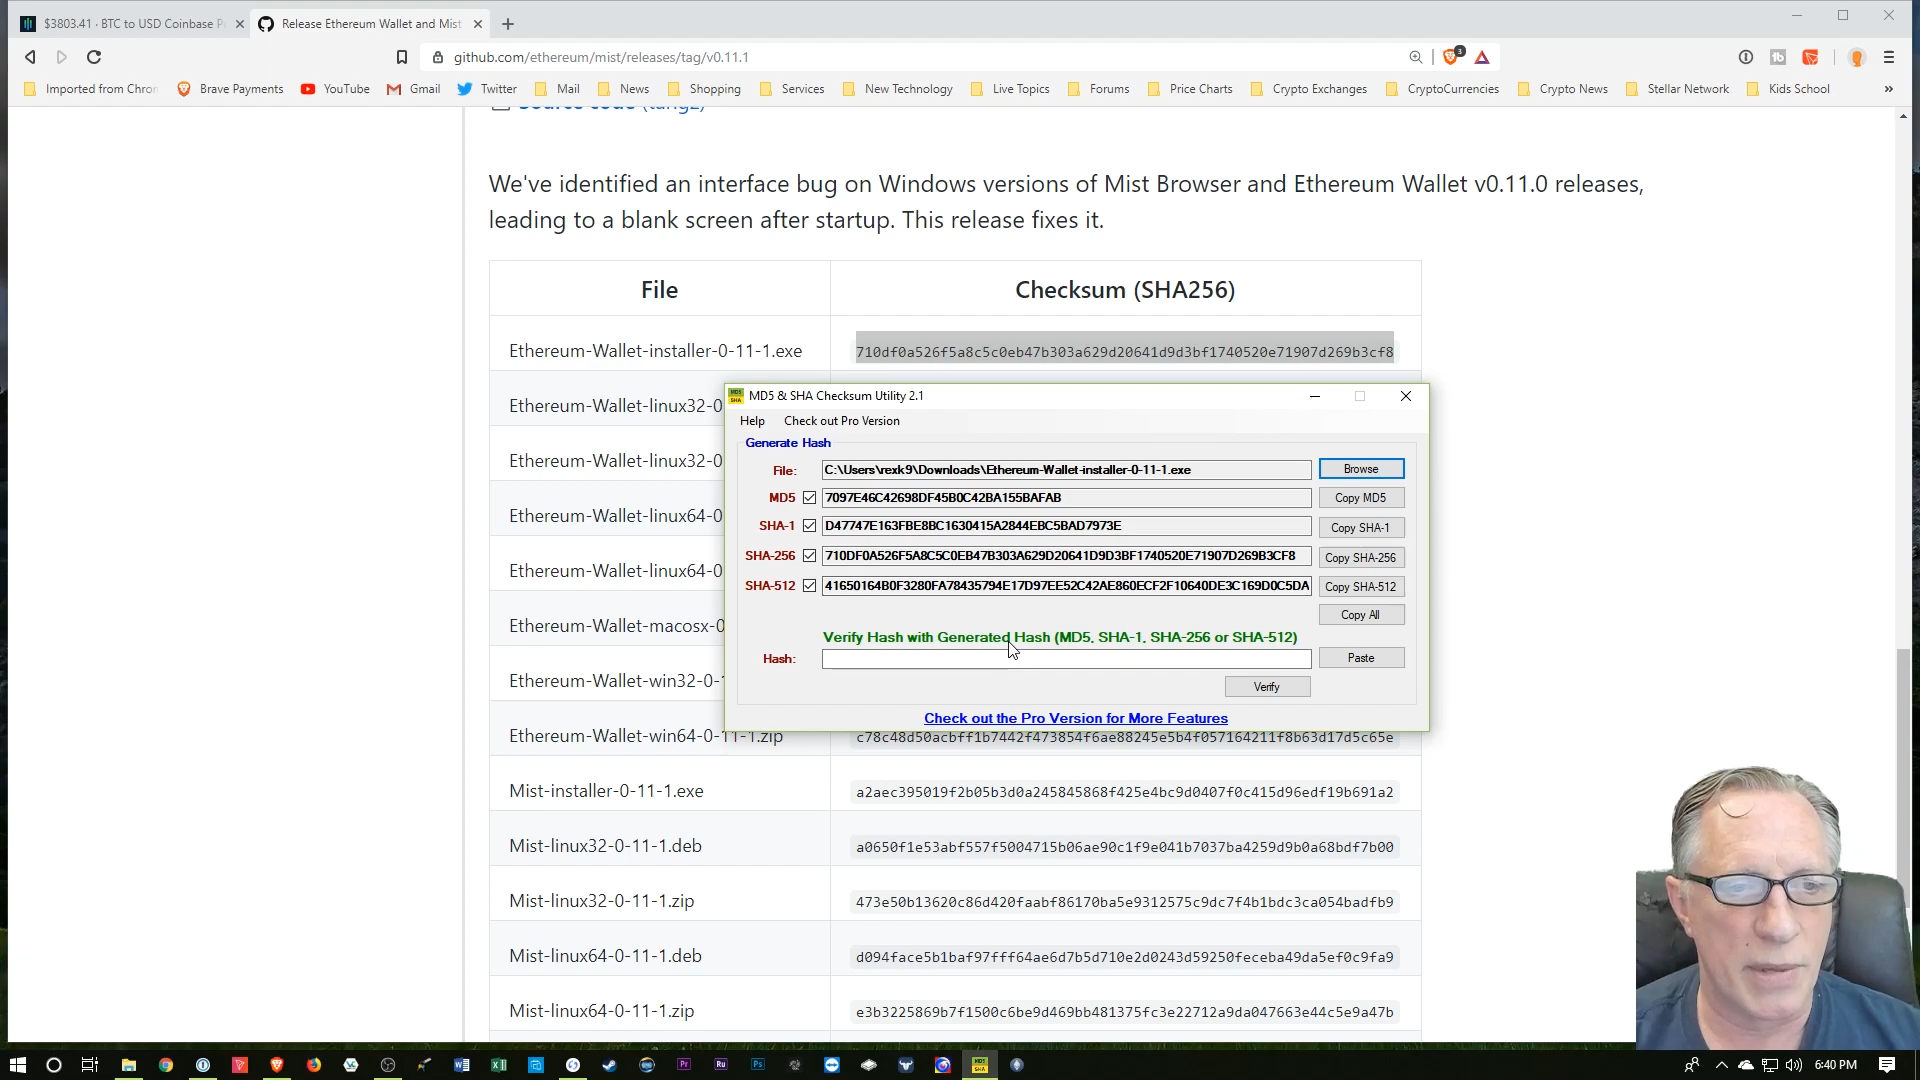 $3803.41 · BTC to USD Coinbase P
Release Ethereum Wallet and Mist
github.com/ethereum/mist/releases/tag/v0.11.1
3
Imported from Chron
Brave Payments
YouTube
Gmail
Twitter
Mail
News
Shopping
Services
New Technology
Live Topics
Forums
Price Charts
Crypto Exchanges
CryptoCurrencies
Crypto News
Stellar Network
Kids School
»
Source code (targz)
We've identified an interface bug on Windows versions of Mist Browser and Ethereum Wallet v0.11.0 releases,
leading to a blank screen after startup. This release fixes it.
File Checksum (SHA256)
Ethereum-Wallet-installer-0-11-1.exe 710df0a526f5a8c5c0eb47b303a629d20641d9d3bf1740520e71907d269b3cf8
Ethereum-Wallet-linux32-0
Ethereum-Wallet-linux32-0
Ethereum-Wallet-linux64-0
Ethereum-Wallet-linux64-0
Ethereum-Wallet-macosx-0
Ethereum-Wallet-win32-0-1
Ethereum-Wallet-win64-0-11-1.zip c78c48d50acbff1b7442f473854f6ae88245e5b4f057164211f8b63d17d5c65e
Mist-installer-0-11-1.exe a2aec395019f2b05b3d0a245845868f425e4bc9d0407f0c415d96edf19b691a2
Mist-linux32-0-11-1.deb a0650f1e53abf557f5004715b06ae90c1f9e041b7037ba4259d9b0a68bdf7b00
Mist-linux32-0-11-1.zip 473e50b13620c86d420faabf86170ba5e9312575c9dc7f4b1bdc3ca054badfb9
Mist-linux64-0-11-1.deb d094face5b1baf97fff64ae6d7b5d710e2d0243d59250feceba49da5ef0c9fa9
Mist-linux64-0-11-1.zip e3b3225869b7f1500c6be9d469bb481375fc3e22712a9da047663e44c5e9a47b
MD5 & SHA Checksum Utility 2.1
Help Check out Pro Version
Generate Hash
File: C:\Users\rexk9\Downloads\Ethereum-Wallet-installer-0-11-1.exe Browse
MD5 7097E46C42698DF45B0C42BA155BAFAB Copy MD5
SHA-1 D47747E163FBE8BC1630415A2844EBC5BAD7973E Copy SHA-1
SHA-256 710DF0A526F5A8C5C0EB47B303A629D20641D9D3BF1740520E71907D269B3CF8 Copy SHA-256
SHA-512 41650164B0F3280FA78435794E17D97EE52C42AE860ECF2F10640DE3C169D0C5DA Copy SHA-512
Copy All
Verify Hash with Generated Hash (MD5, SHA-1, SHA-256 or SHA-512)
Hash: Paste
Verify
Check out the Pro Version for More Features
6:40 PM